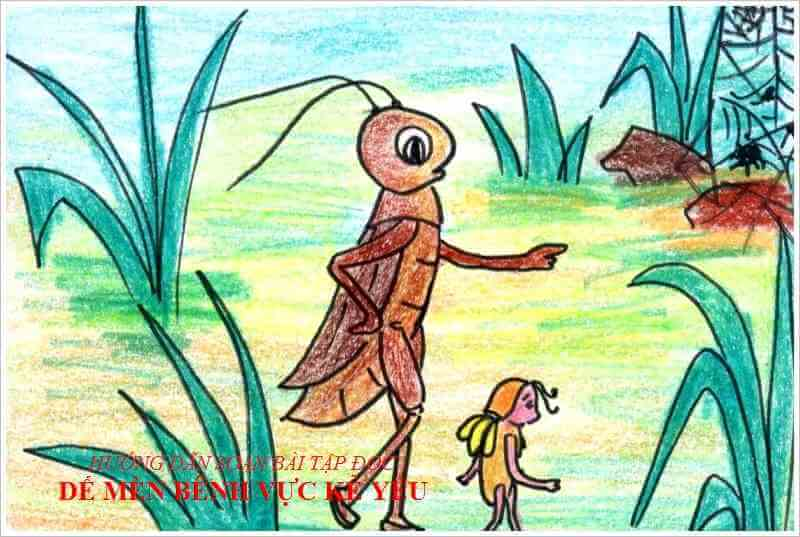 HƯỚNG DẪN SOẠN BÀI TẬP ĐỌC
DẾ MÈN BÊNH VỰC KẺ YẾU